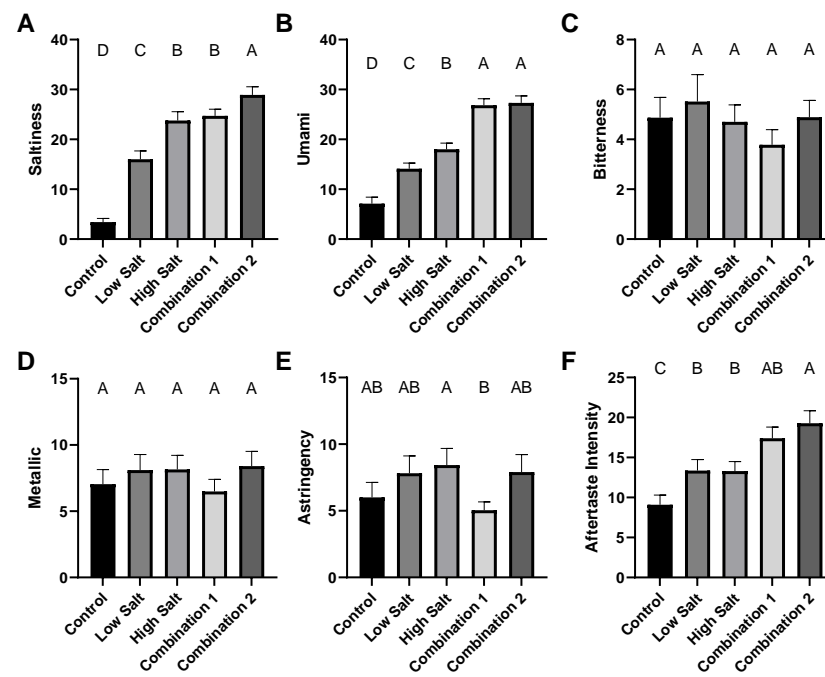 A
Saltiness
40
30
20
10
0
D C B B A
Control
Low Salt
High Salt
Combination 1
Combination 2
B
Umami
40
30
20
10
0
D C B A A
Control
Low Salt
High Salt
Combination 1
Combination 2
C
Bitterness
8
6
4
2
0
A A A A A
Control
Low Salt
High Salt
Combination 1
Combination 2
D
Metallic
15
10
5
0
A A A A A
Control
Low Salt
High Salt
Combination 1
Combination 2
E
Astringency
15
10
5
0
AB AB A B AB
Control
Low Salt
High Salt
Combination 1
Combination 2
F
Aftertaste Intensity
25
20
15
10
5
0
C B B AB A
Control
Low Salt
High Salt
Combination 1
Combination 2